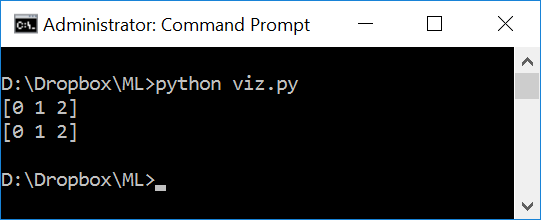 Administrator: Command Prompt
D:\Dropbox\ML>python viz.py
[0 1 2]
[0 1 2]
D:\Dropbox\ML>